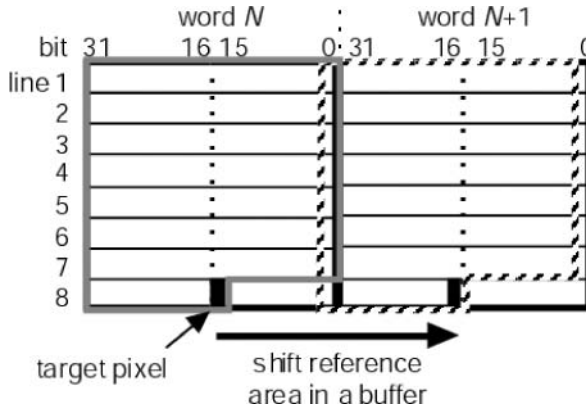 word N word N+1
bit 31 16 15 0 31 16 15 0
line 1
2
3
4
5
6
7
8
target pixel
shift reference
area in a buffer